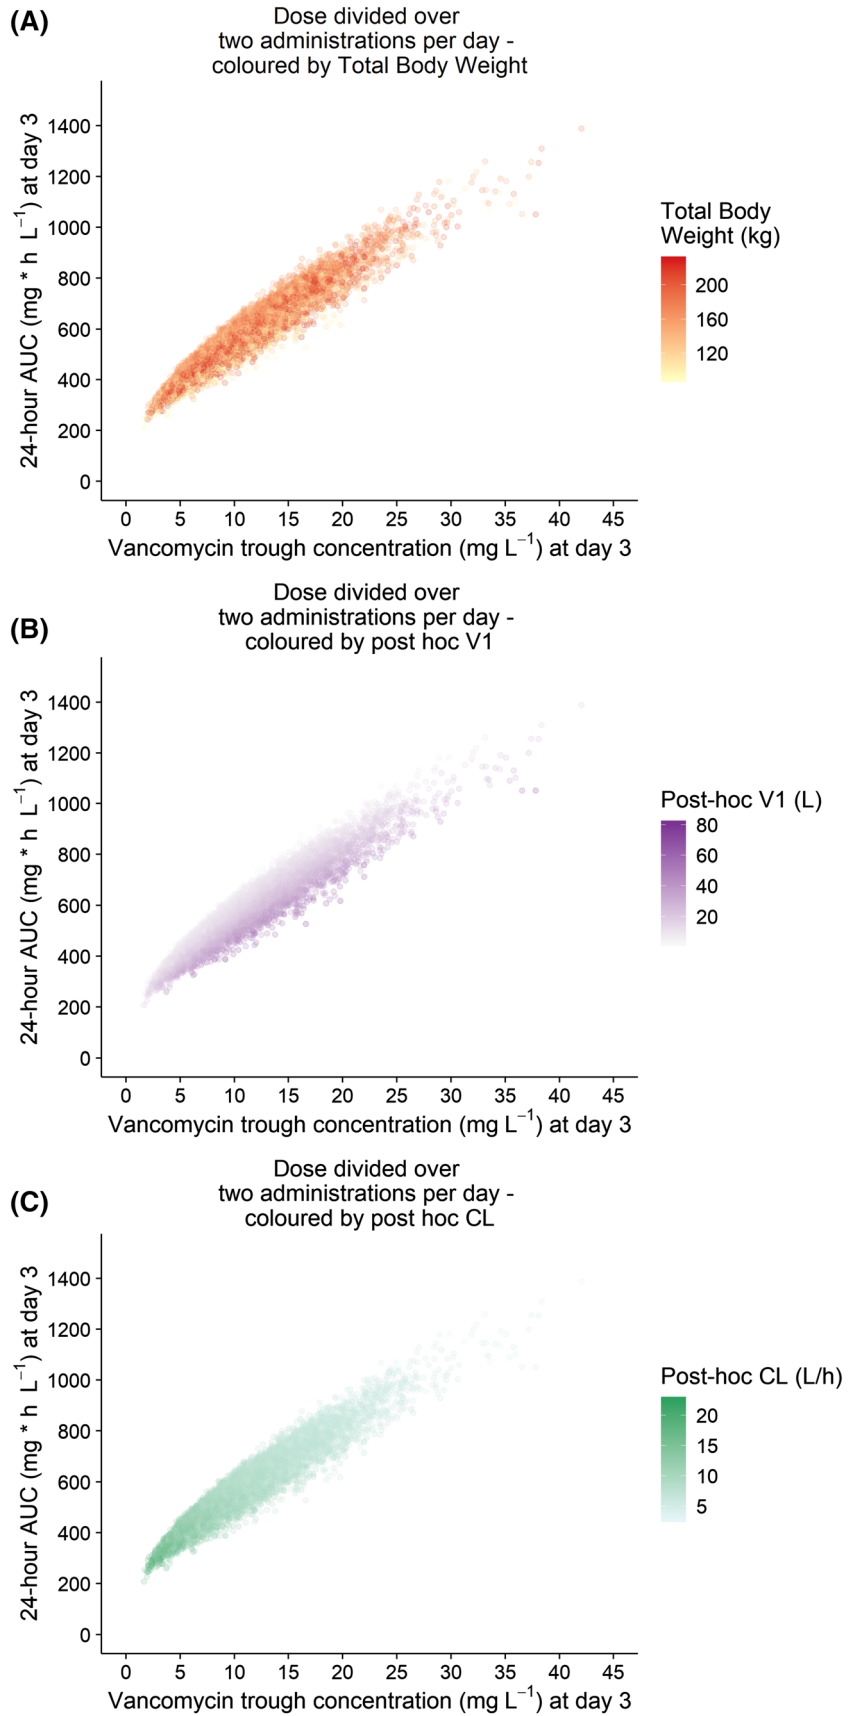 (A)
Dose divided over
two administrations per day -
coloured by Total Body Weight
24-hour AUC (mg * h L⁻¹) at day 3
1400
1200
1000
800
600
400
200
0
0 5 10 15 20 25 30 35 40 45
Vancomycin trough concentration (mg L⁻¹) at day 3
Total Body
Weight (kg)
200
160
120
(B)
Dose divided over
two administrations per day -
coloured by post hoc V1
24-hour AUC (mg * h L⁻¹) at day 3
1400
1200
1000
800
600
400
200
0
0 5 10 15 20 25 30 35 40 45
Vancomycin trough concentration (mg L⁻¹) at day 3
Post-hoc V1 (L)
80
60
40
20
(C)
Dose divided over
two administrations per day -
coloured by post hoc CL
24-hour AUC (mg * h L⁻¹) at day 3
1400
1200
1000
800
600
400
200
0
0 5 10 15 20 25 30 35 40 45
Vancomycin trough concentration (mg L⁻¹) at day 3
Post-hoc CL (L/h)
20
15
10
5